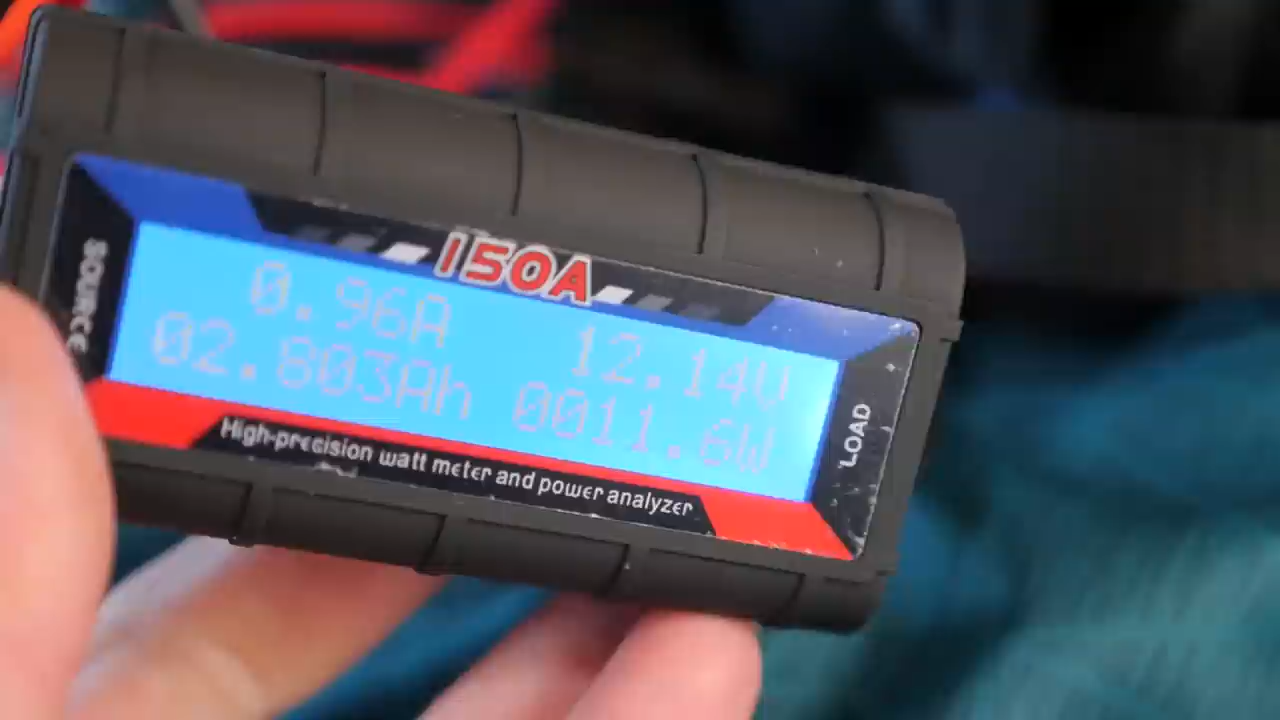 150A
SOURCE
0.96A 12.14V
02.803Ah 0011.6W
LOAD
High-precision watt meter and power analyzer